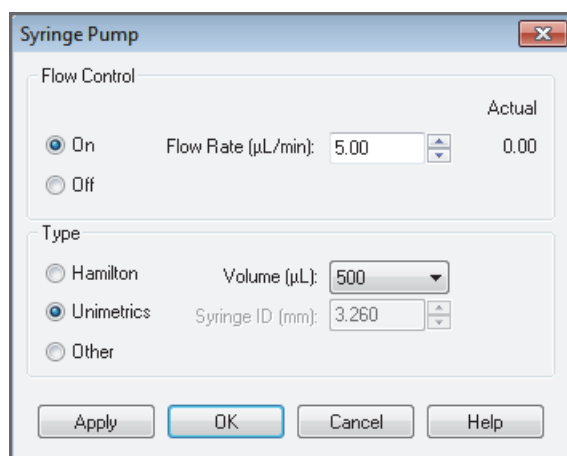 Syringe Pump
Flow Control
Actual
On Flow Rate (µL/min): 5.00 0.00
Off
Type
Hamilton Volume (µL): 500
Unimetrics Syringe ID (mm): 3.260
Other
Apply OK Cancel Help